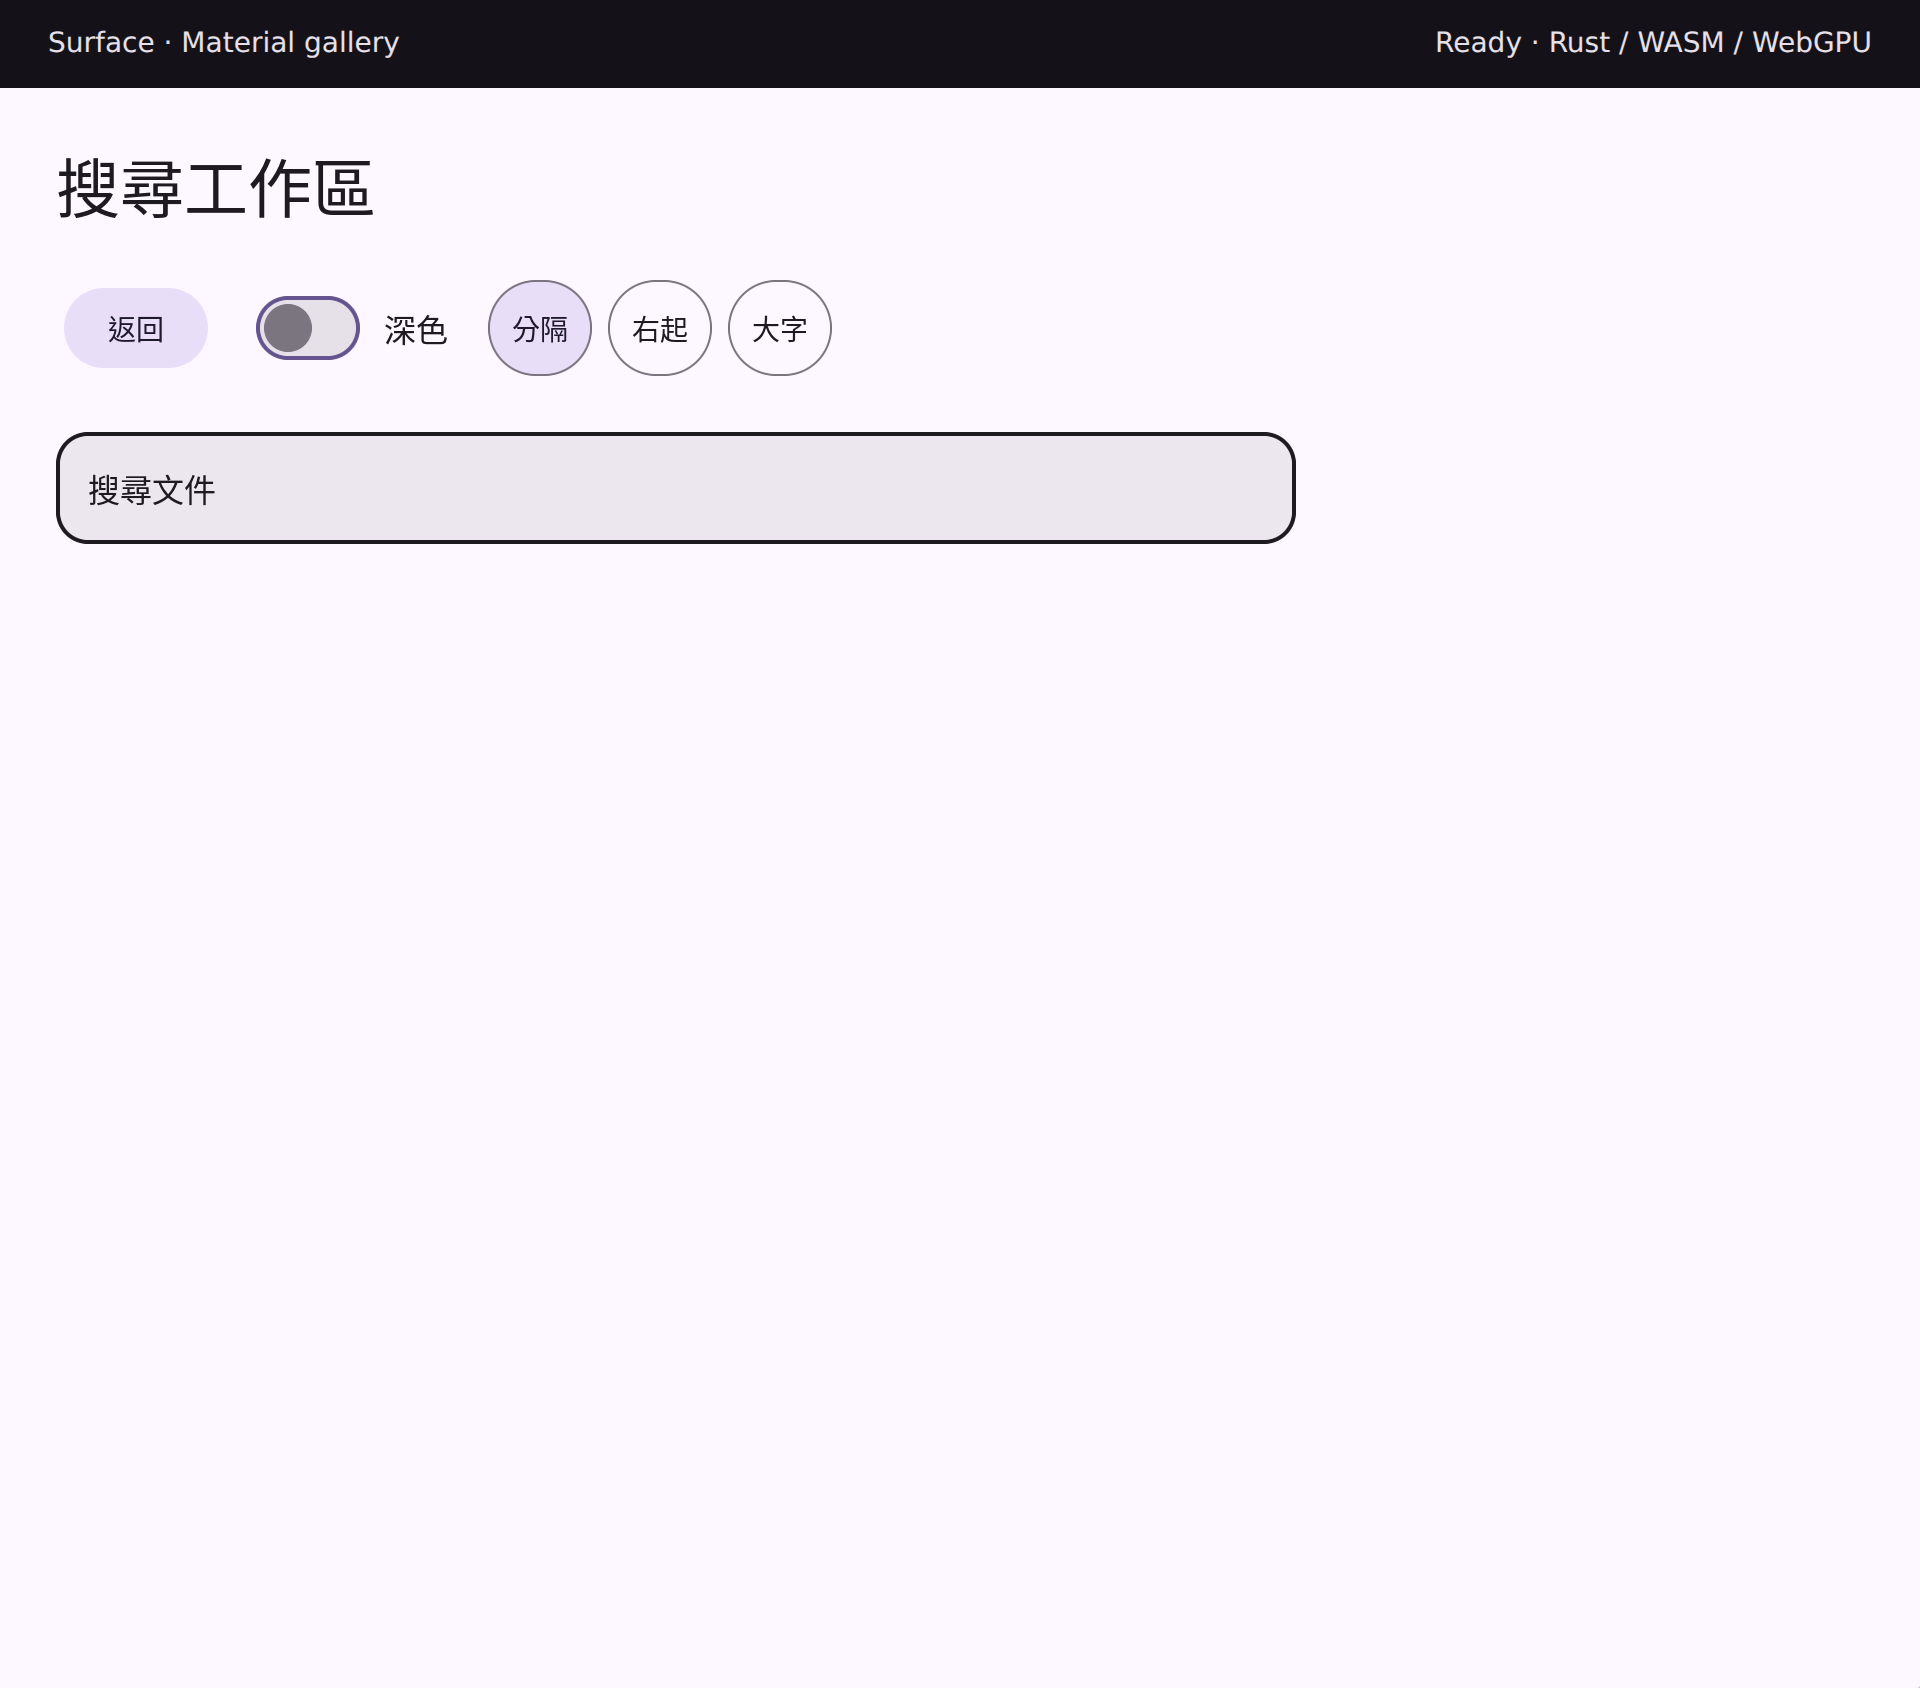 Surface · Material gallery
Ready · Rust / WASM / WebGPU
搜尋工作區
返回 深色 分隔 右起 大字
搜尋文件